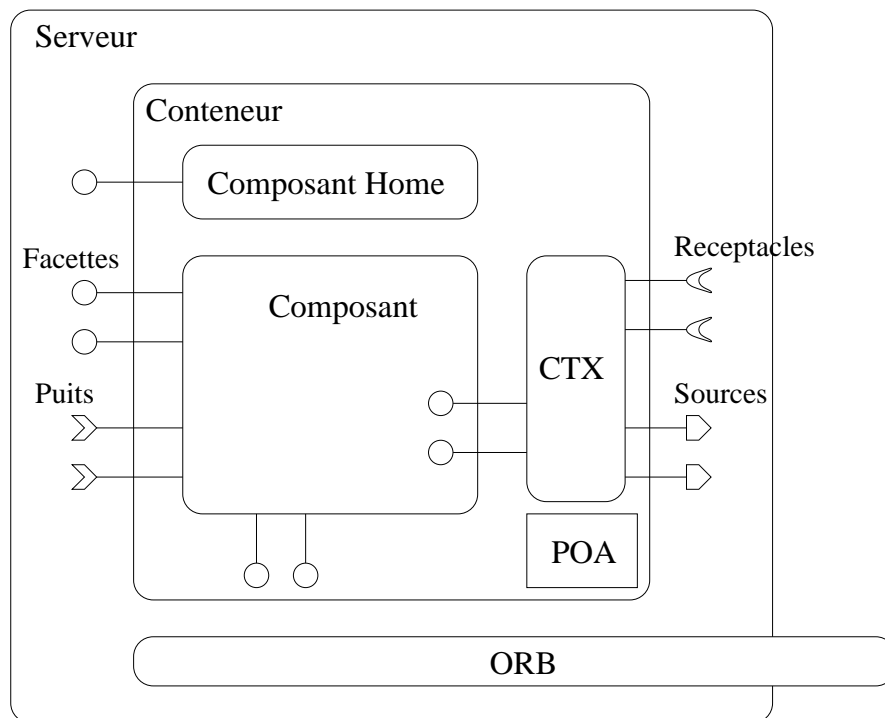 Serveur
Conteneur
Composant Home
Facettes
Receptacles
Composant
CTX
Puits
Sources
POA
ORB